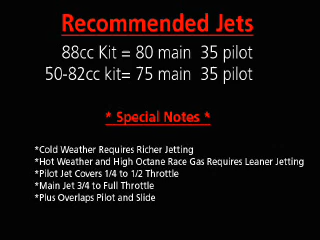 Recommended Jets
88cc Kit = 80 main 35 pilot
50-82cc kit= 75 main 35 pilot
* Special Notes *
*Cold Weather Requires Richer Jetting
*Hot Weather and High Octane Race Gas Requires Leaner Jetting
*Pilot Jet Covers 1/4 to 1/2 Throttle
*Main Jet 3/4 to Full Throttle
*Plus Overlaps Pilot and Slide